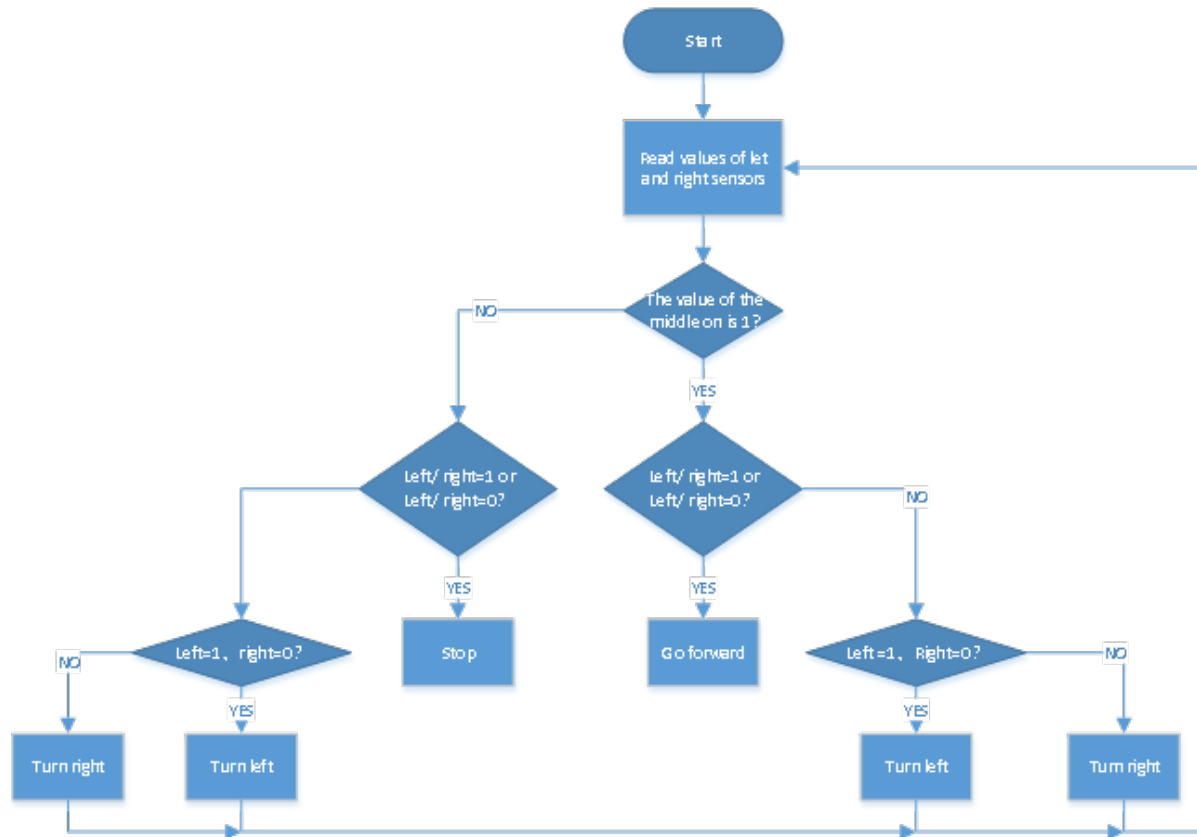 Start
Read values of let
and right sensors
The value of the
middle on is 1?
NO
YES
Left/ right=1 or
Left/ right=0?
Left/ right=1 or
Left/ right=0?
NO
YES
YES
Stop
Go forward
Left=1、right=0?
Left =1、Right=0?
NO
YES
YES
NO
Turn right
Turn left
Turn left
Turn right